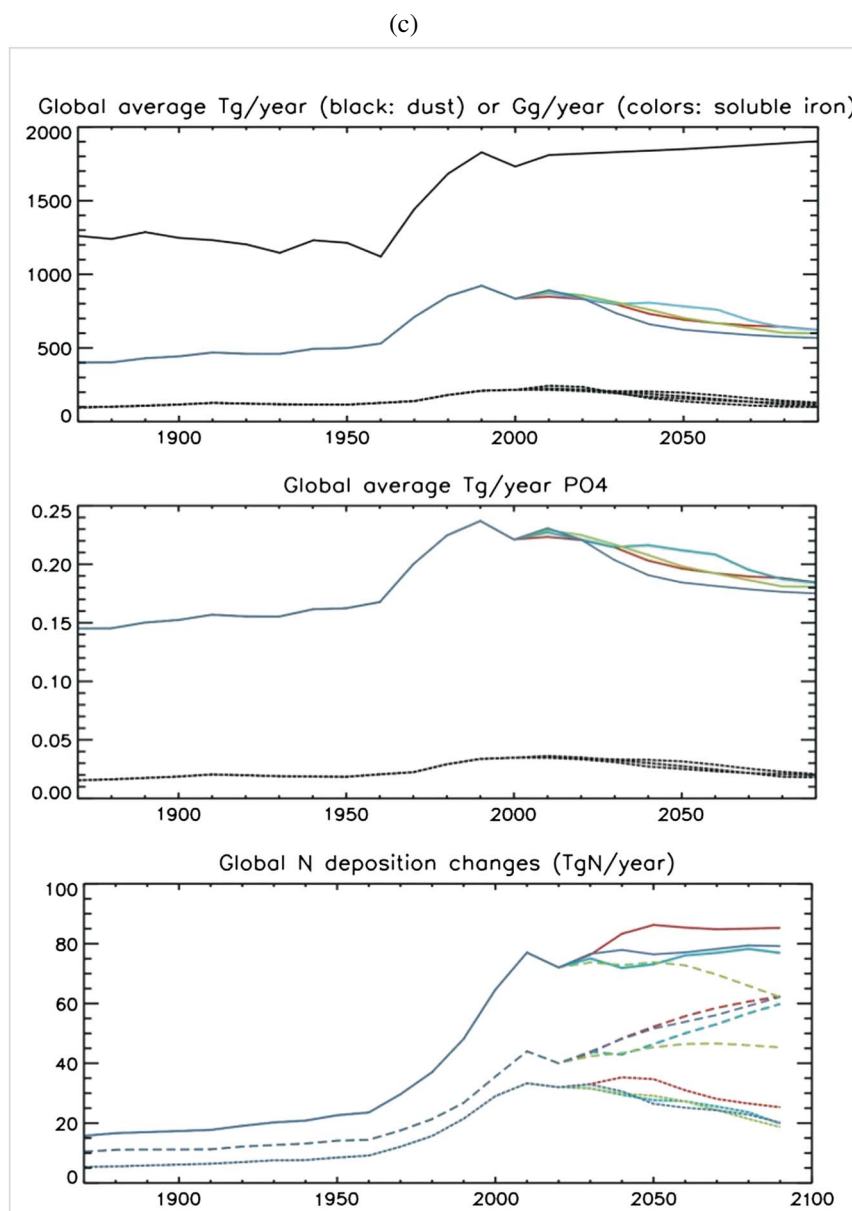 (c)
Global average Tg/year (black: dust) or Gg/year (colors: soluble iron)
2000
1500
1000
500
0
1900 1950 2000 2050
Global average Tg/year PO4
0.25
0.20
0.15
0.10
0.05
0.00
1900 1950 2000 2050
Global N deposition changes (TgN/year)
100
80
60
40
20
0
1900 1950 2000 2050 2100